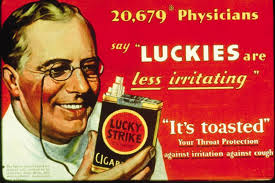 20,679* Physicians
say "LUCKIES are
less irritating"
LUCKY
STRIKE
CIGAR
"It's toasted"
Your Throat Protection
against irritation against cough